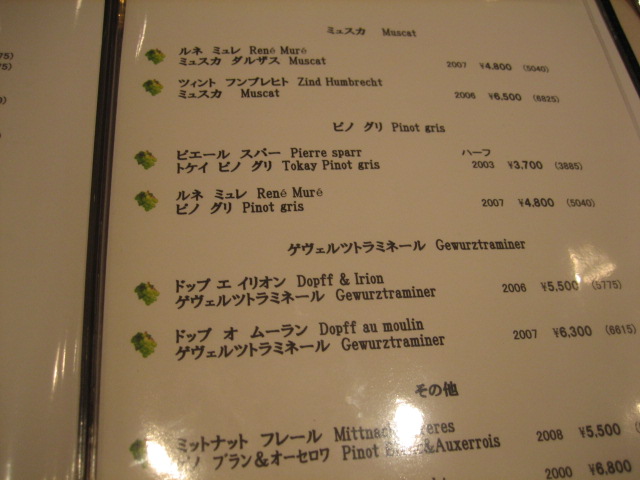 ミュスカ Muscat
ルネ ミュレ René Muré
ミュスカ ダルザス Muscat 2007 ¥4,800 (5040)
ツィント フンブレヒト Zind Humbrecht
ミュスカ Muscat 2006 ¥6,500 (6825)
ピノ グリ Pinot gris
ピエール スパー Pierre sparr ハーフ
トケイ ピノ グリ Tokay Pinot gris 2003 ¥3,700 (3885)
ルネ ミュレ René Muré
ピノ グリ Pinot gris 2007 ¥4,800 (5040)
ゲヴェルツトラミネール Gewurztraminer
ドップ エ イリオン Dopff & Irion
ゲヴェルツトラミネール Gewurztraminer 2006 ¥5,500 (5775)
ドップ オ ムーラン Dopff au moulin
ゲヴェルツトラミネール Gewurztraminer 2007 ¥6,300 (6615)
その他
ミットナット フレール
ブラン&オーセロワ Pinot &Auxerrois 2008 ¥5,500
2000 ¥6,800